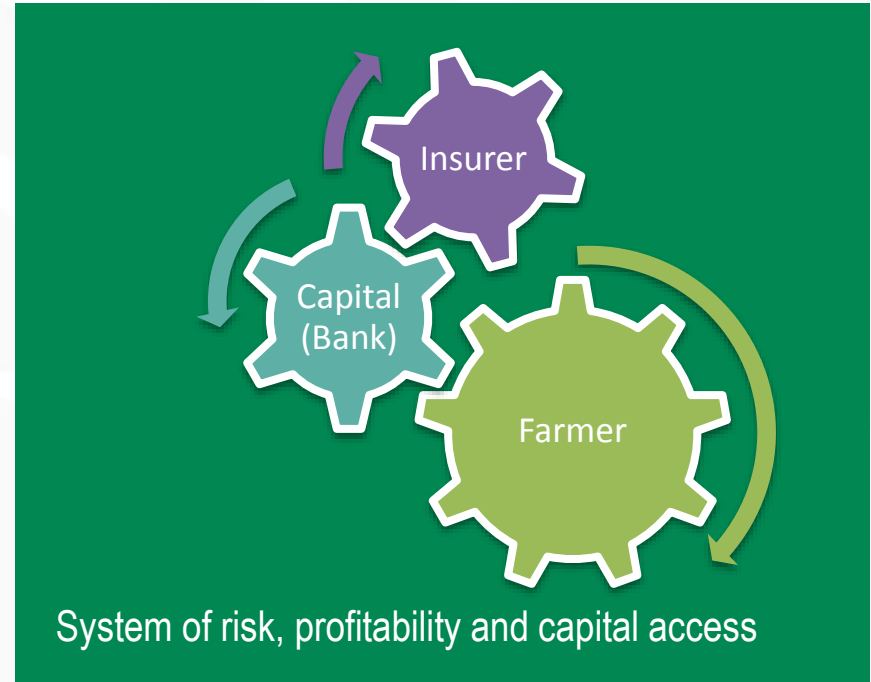 Insurer
Capital
(Bank)
Farmer
System of risk, profitability and capital access